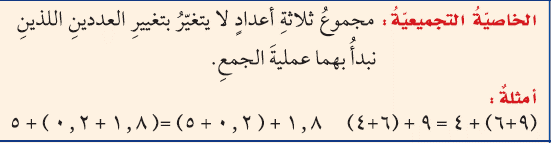 الخاصيّةُ التجميعيّةُ: مجموعُ ثلاثةِ أعدادٍ لا يتغيّرُ بتغييرِ العددينِ اللذينِ
نبدأُ بهما عمليةَ الجمعِ.
أمثلةٌ:
(٦+٩) + ٤ = ٩ + (٤+٦)    ١,٨ + (٥ + ٠,٢) = (٠,٢ + ١,٨) + ٥